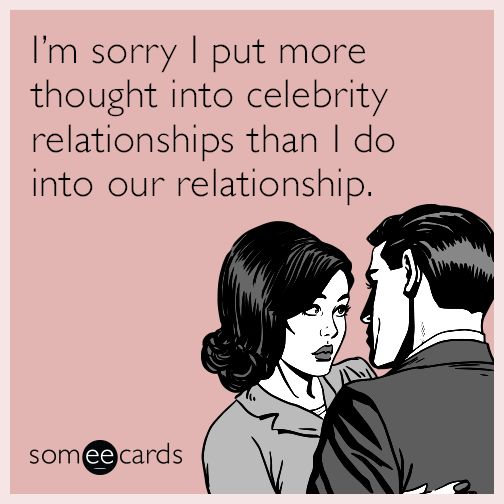 I’m sorry I put more
thought into celebrity
relationships than I do
into our relationship.
someecards